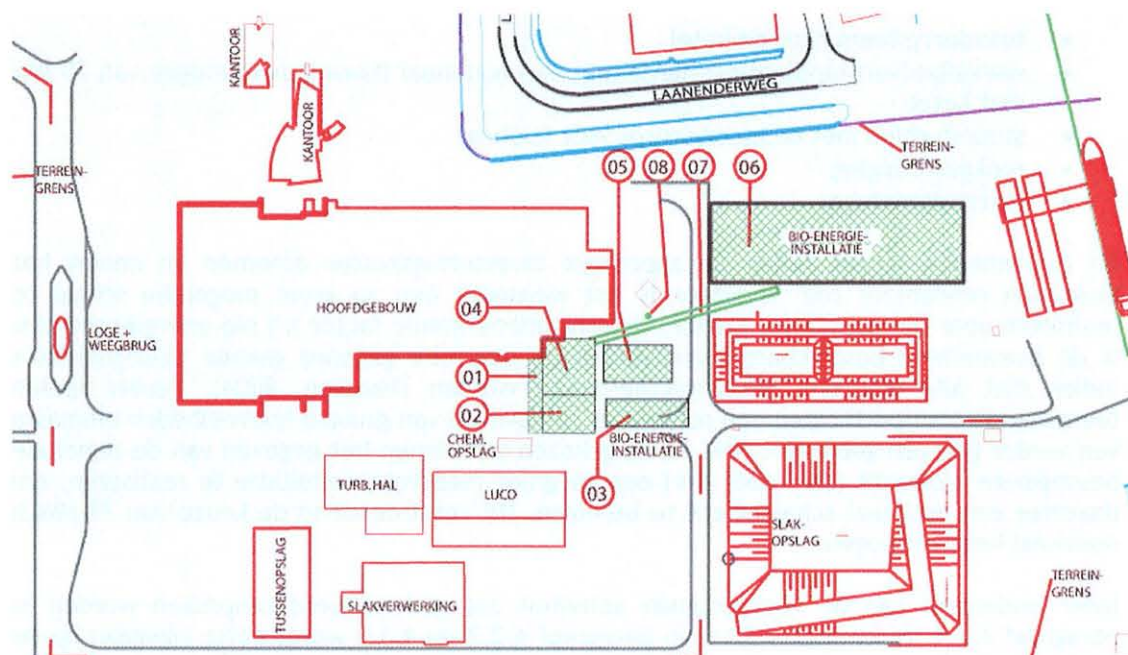 KANTOOR
KANTOOR
LAANENDERWEG
TERREIN-
GRENS
TERREIN-
GRENS
05
08
07
06
BIO-ENERGIE-
INSTALLATIE
HOOFDGEBOUW
04
LOGE +
WEEGBRUG
01
02
CHEM.
OPSLAG
BIO-ENERGIE-
INSTALLATIE
03
TURB. HAL
LUCO
SLAK-
OPSLAG
TUSSENOPSLAG
SLAKVERWERKING
TERREIN-
GRENS